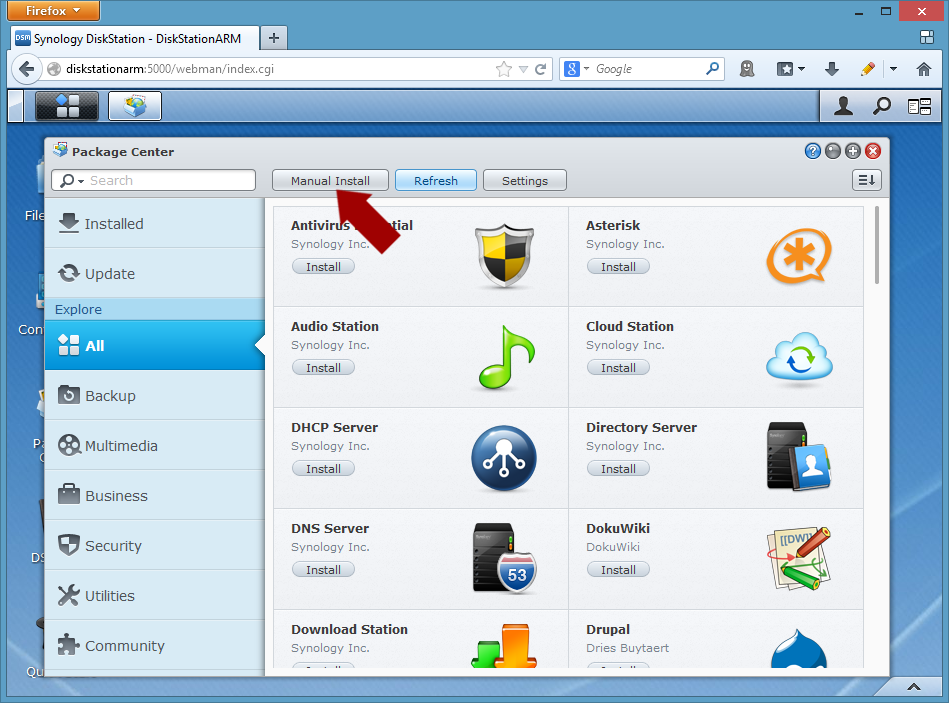 Firefox
DSM Synology DiskStation - DiskStationARM
diskstationarm:5000/webman/index.cgi
8 Google
Package Center
Search
Manual Install
Refresh
Settings
Installed
Update
Explore
All
Backup
Multimedia
Business
Security
Utilities
Community
Antivirus
Synology Inc.
Install
Asterisk
Synology Inc.
Install
Audio Station
Synology Inc.
Install
Cloud Station
Synology Inc.
Install
DHCP Server
Synology Inc.
Install
Directory Server
Synology Inc.
Install
DNS Server
Synology Inc.
Install
53
DokuWiki
DokuWiki
Install
[[DW]]
Download Station
Synology Inc.
Drupal
Dries Buytaert
File
Con
Pa
DS
Qu